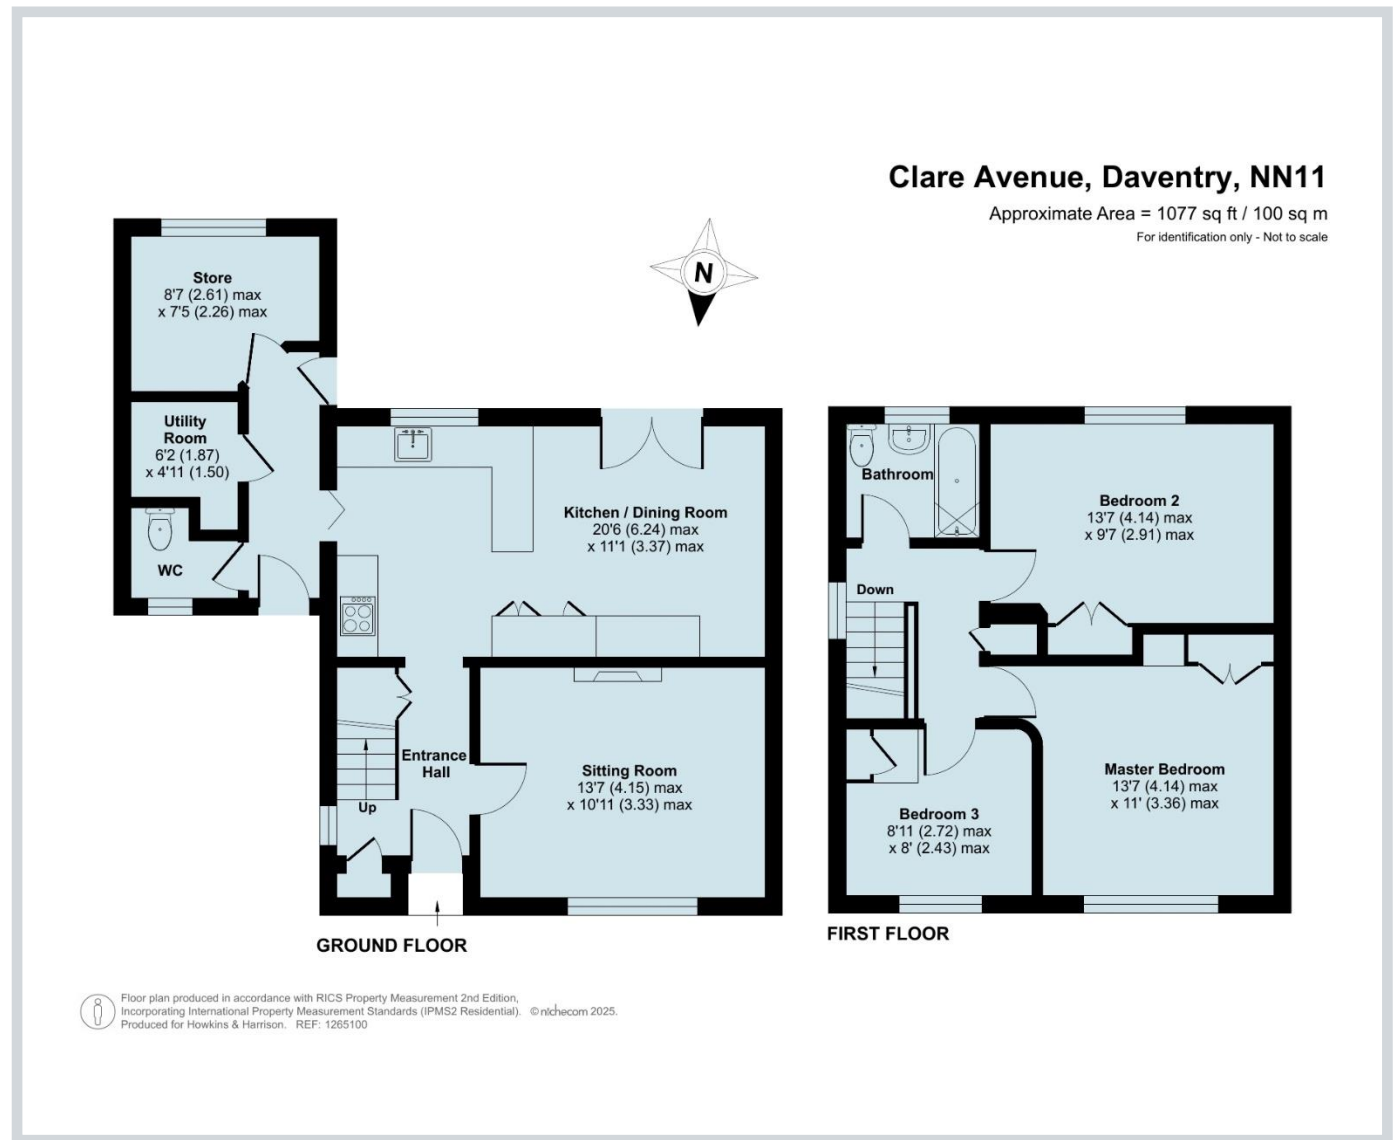 Clare Avenue, Daventry, NN11
Approximate Area = 1077 sq ft / 100 sq m
For identification only - Not to scale
N
Store
8'7 (2.61) max
x 7'5 (2.26) max
Utility
Room
6'2 (1.87)
x 4'11 (1.50)
WC
Kitchen / Dining Room
20'6 (6.24) max
x 11'1 (3.37) max
Entrance
Hall
Up
Sitting Room
13'7 (4.15) max
x 10'11 (3.33) max
GROUND FLOOR
Bathroom
Bedroom 2
13'7 (4.14) max
x 9'7 (2.91) max
Down
Master Bedroom
13'7 (4.14) max
x 11' (3.36) max
Bedroom 3
8'11 (2.72) max
x 8' (2.43) max
FIRST FLOOR
Floor plan produced in accordance with RICS Property Measurement 2nd Edition,
Incorporating International Property Measurement Standards (IPMS2 Residential). © nichecom 2025.
Produced for Howkins & Harrison. REF: 1265100